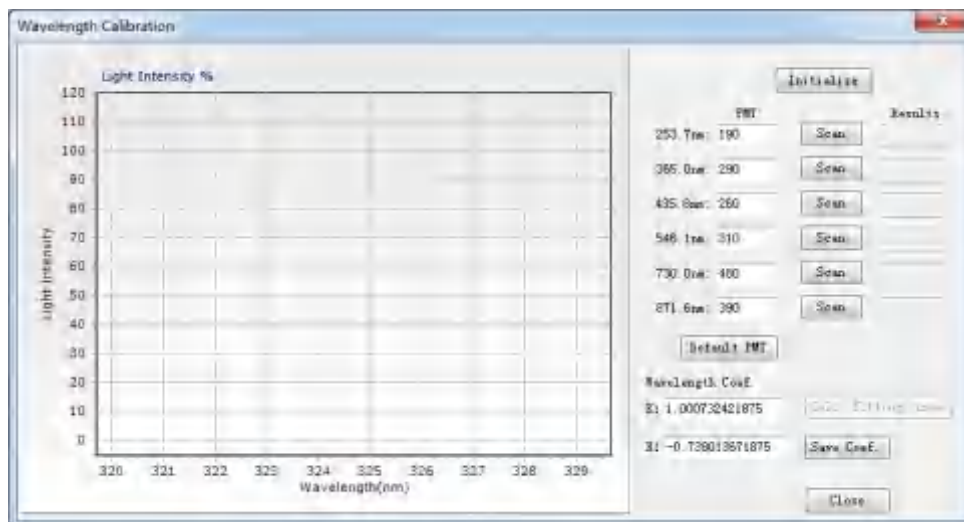 Wavelength Calibration
Light Intensity %
120
110
100
90
80
70
60
50
40
30
20
10
0
Light Intensity
320 321 322 323 324 325 326 327 328 329
Wavelength(nm)
Initialize
PMT Results
253.7nm: 190 Scan
365.0nm: 290 Scan
435.8nm: 260 Scan
546.1nm: 310 Scan
730.0nm: 460 Scan
871.6nm: 390 Scan
Default PMT
Wavelength Coef.
K: 1.000732421875
Save Coef.
Close